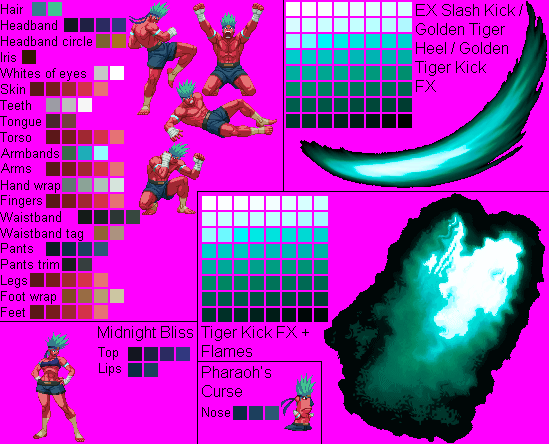 Hair
Headband
Headband circle
Iris
Whites of eyes
Skin
Teeth
Tongue
Torso
Armbands
Arms
Hand wrap
Fingers
Waistband
Waistband tag
Pants
Pants trim
Legs
Foot wrap
Feet
EX Slash Kick /
Golden Tiger
Heel / Golden
Tiger Kick
FX
Midnight Bliss
Top
Lips
Tiger Kick FX +
Flames
Pharaoh's
Curse
Nose